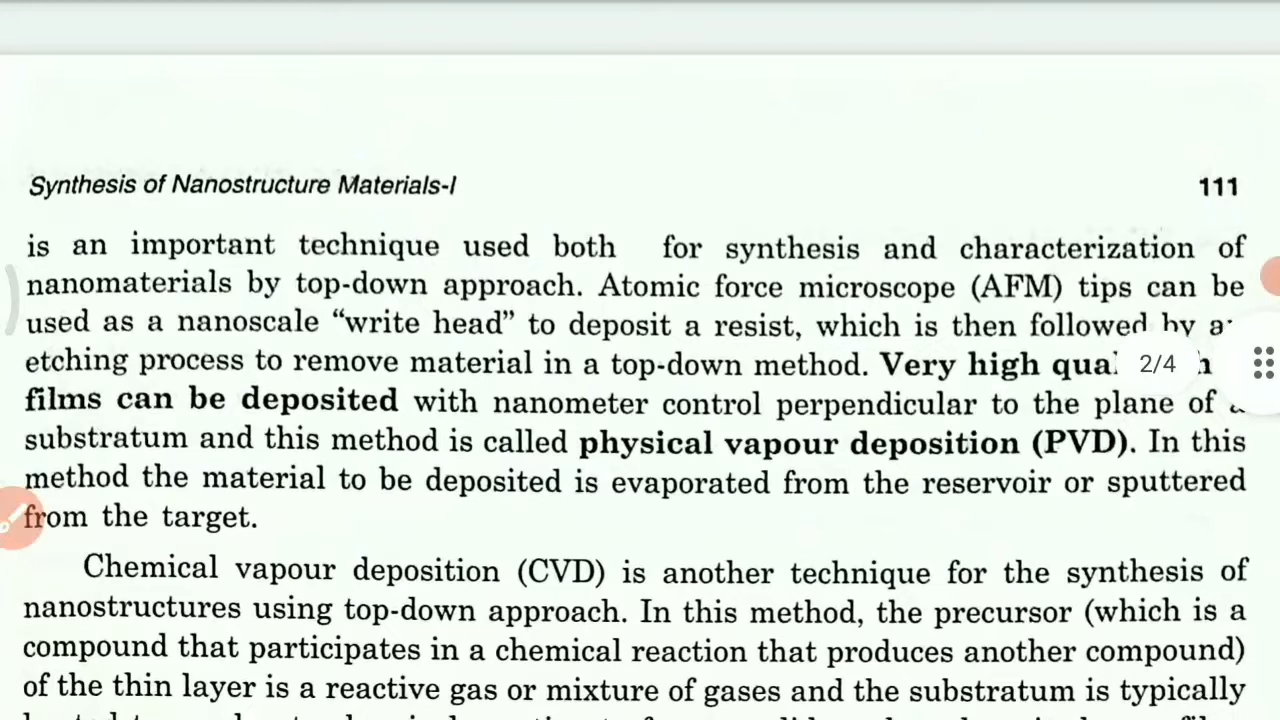 Synthesis of Nanostructure Materials-I 111
is an important technique used both for synthesis and characterization of
nanomaterials by top-down approach. Atomic force microscope (AFM) tips can be
used as a nanoscale “write head” to deposit a resist, which is then followed by
etching process to remove material in a top-down method. Very high 2/4
films can be deposited with nanometer control perpendicular to the plane of
substratum and this method is called physical vapour deposition (PVD). In this
method the material to be deposited is evaporated from the reservoir or sputtered
from the target.
Chemical vapour deposition (CVD) is another technique for the synthesis of
nanostructures using top-down approach. In this method, the precursor (which is a
compound that participates in a chemical reaction that produces another compound)
of the thin layer is a reactive gas or mixture of gases and the substratum is typically